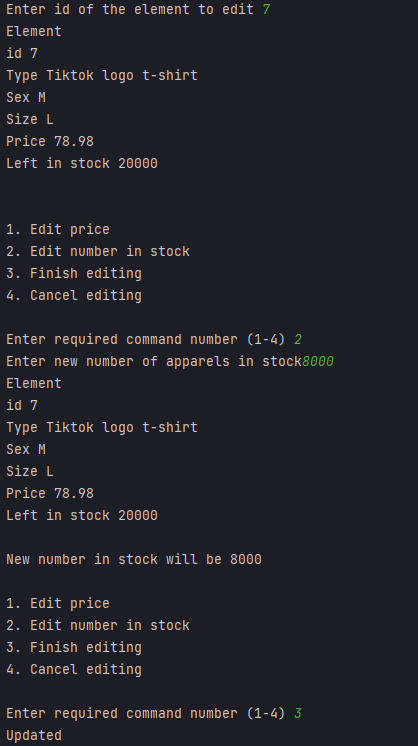 Enter id of the element to edit 7
Element
id 7
Type Tiktok logo t-shirt
Sex M
Size L
Price 78.98
Left in stock 20000
1. Edit price
2. Edit number in stock
3. Finish editing
4. Cancel editing
Enter required command number (1-4) 2
Enter new number of apparels in stock8000
Element
id 7
Type Tiktok logo t-shirt
Sex M
Size L
Price 78.98
Left in stock 20000
New number in stock will be 8000
1. Edit price
2. Edit number in stock
3. Finish editing
4. Cancel editing
Enter required command number (1-4) 3
Updated